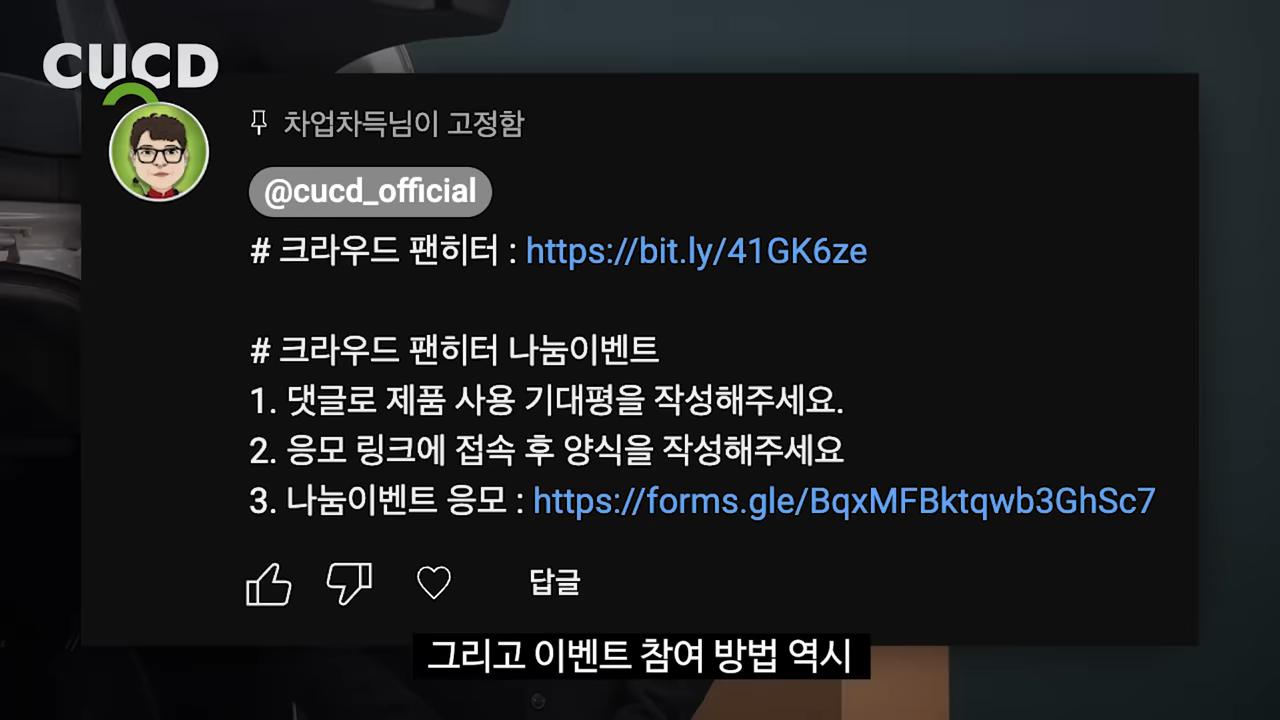 CUCD
차업차득님이 고정함
@cucd_official
# 크라우드 팬히터 : https://bit.ly/41GK6ze
# 크라우드 팬히터 나눔이벤트
1. 댓글로 제품 사용 기대평을 작성해주세요.
2. 응모 링크에 접속 후 양식을 작성해주세요
3. 나눔이벤트 응모 : https://forms.gle/BqxMFBktqwb3GhSc7
답글
그리고 이벤트 참여 방법 역시